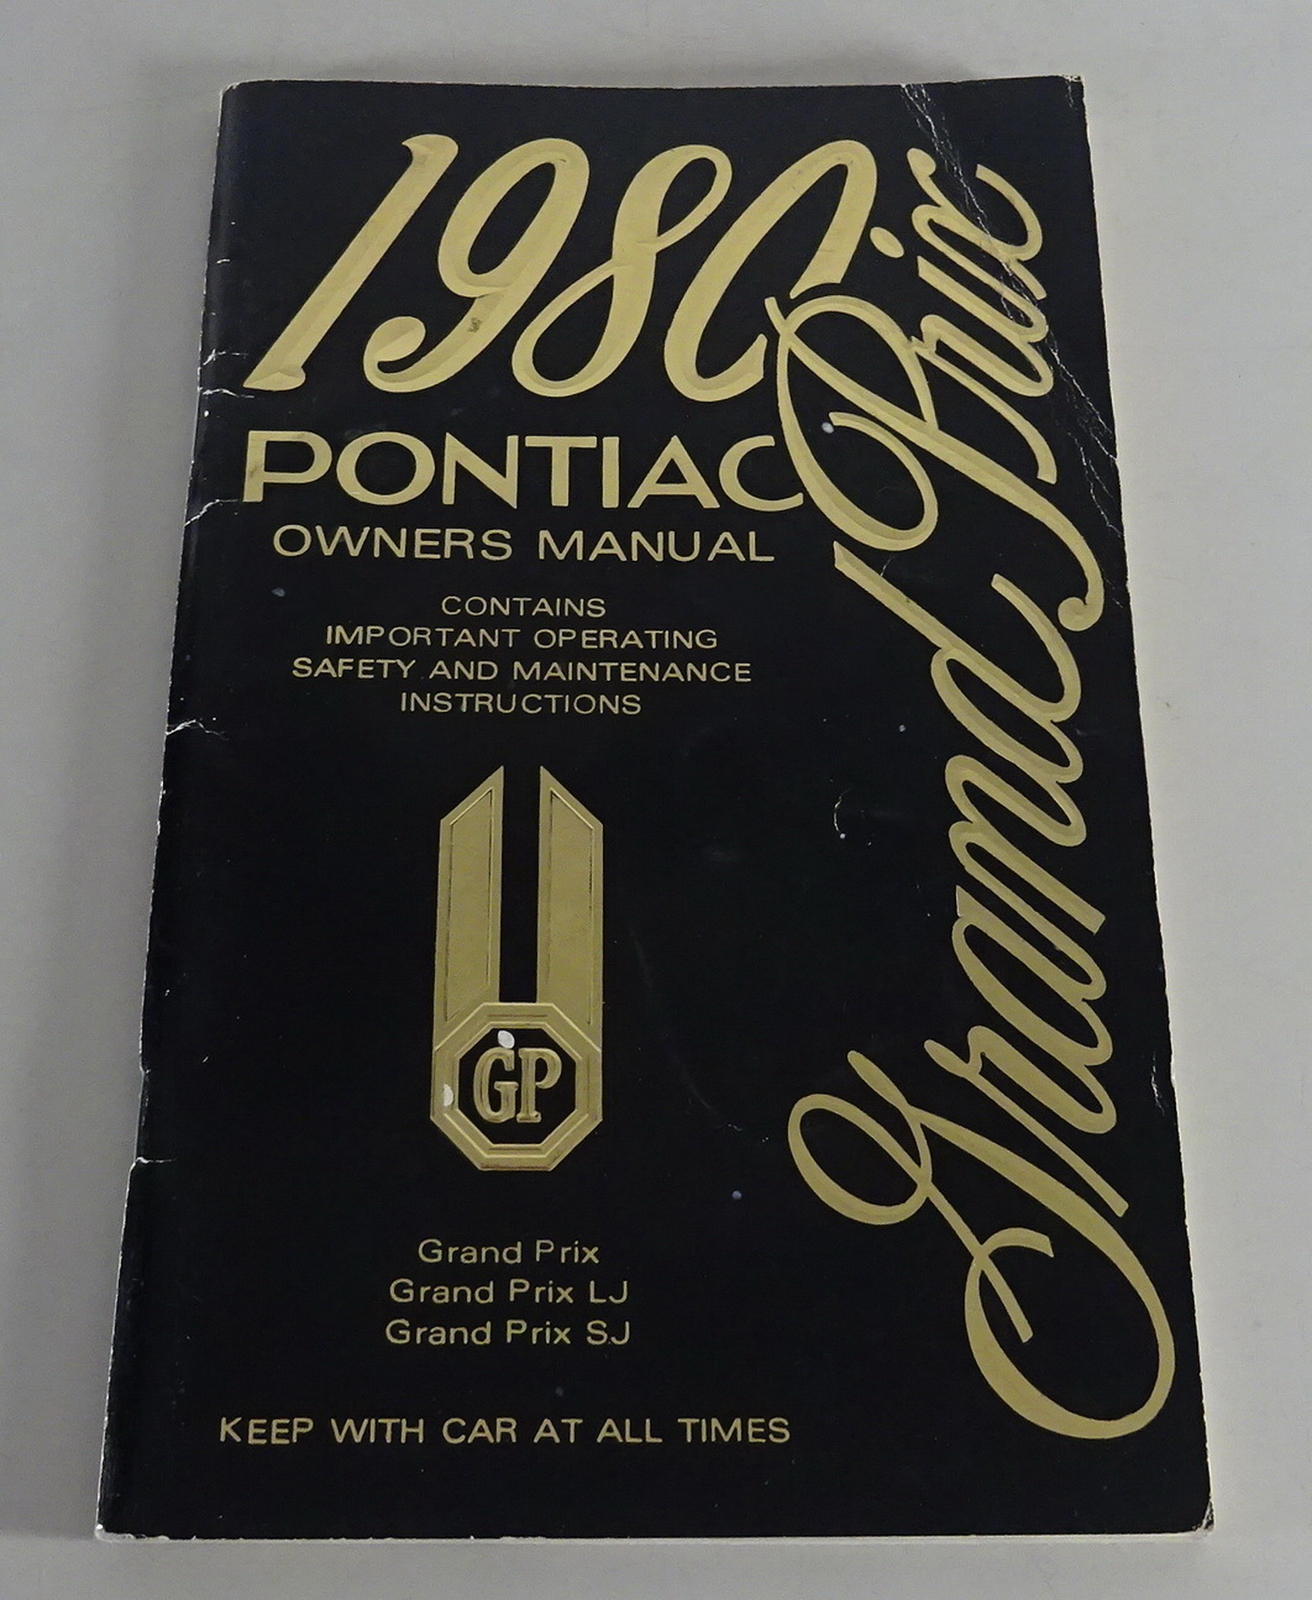 1980
PONTIAC
OWNERS MANUAL
CONTAINS
IMPORTANT OPERATING
SAFETY AND MAINTENANCE
INSTRUCTIONS
GP
Grand Prix
Grand Prix LJ
Grand Prix SJ
KEEP WITH CAR AT ALL TIMES
Grand Prix